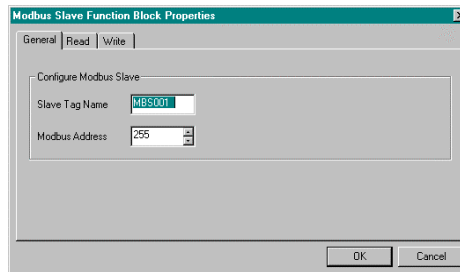 Modbus Slave Function Block Properties
General Read Write
Configure Modbus Slave
Slave Tag Name MBS001
Modbus Address 255
OK Cancel